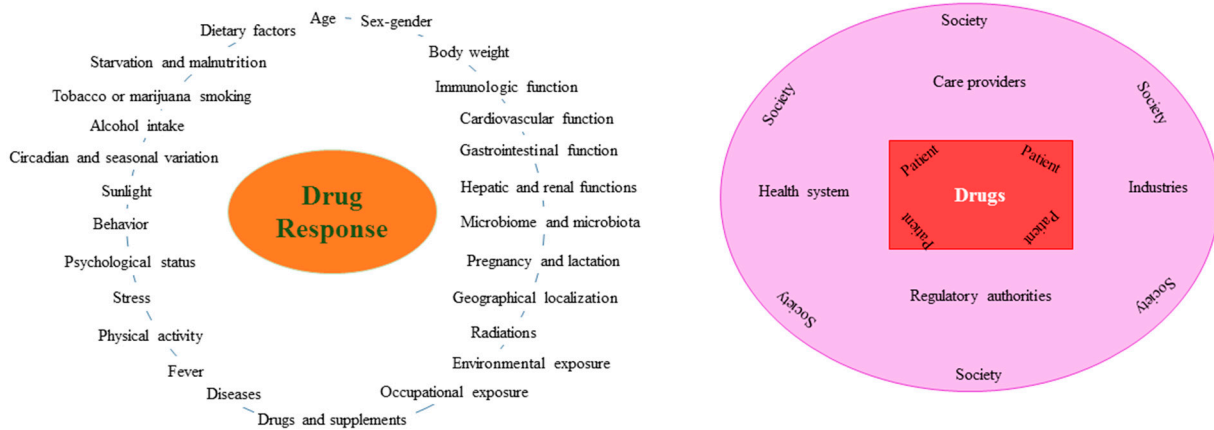 Age
Sex-gender
Body weight
Immunologic function
Cardiovascular function
Gastrointestinal function
Hepatic and renal functions
Microbiome and microbiota
Pregnancy and lactation
Geographical localization
Radiations
Environmental exposure
Occupational exposure
Drugs and supplements
Diseases
Fever
Physical activity
Stress
Psychological status
Behavior
Sunlight
Circadian and seasonal variation
Alcohol intake
Tobacco or marijuana smoking
Starvation and malnutrition
Dietary factors
Drug
Response
Society
Society
Society
Care providers
Patient
Patient
Health system
Drugs
Industries
Patient
Patient
Regulatory authorities
Society
Society
Society